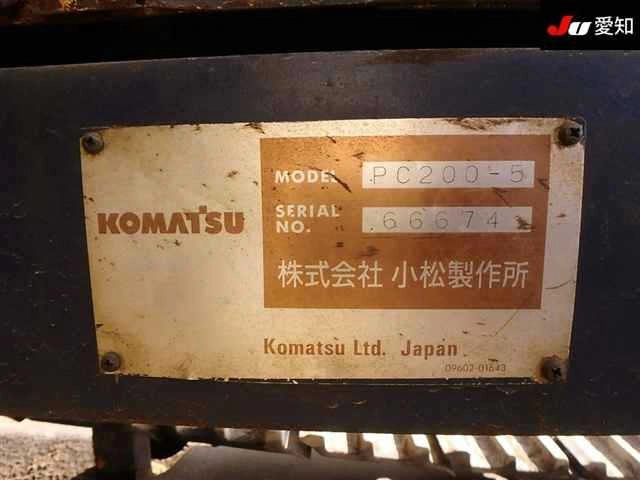 JU 愛知
KOMATSU
MODEL PC200-5
SERIAL NO. 66674
株式会社 小松製作所
Komatsu Ltd. Japan
09602-01643